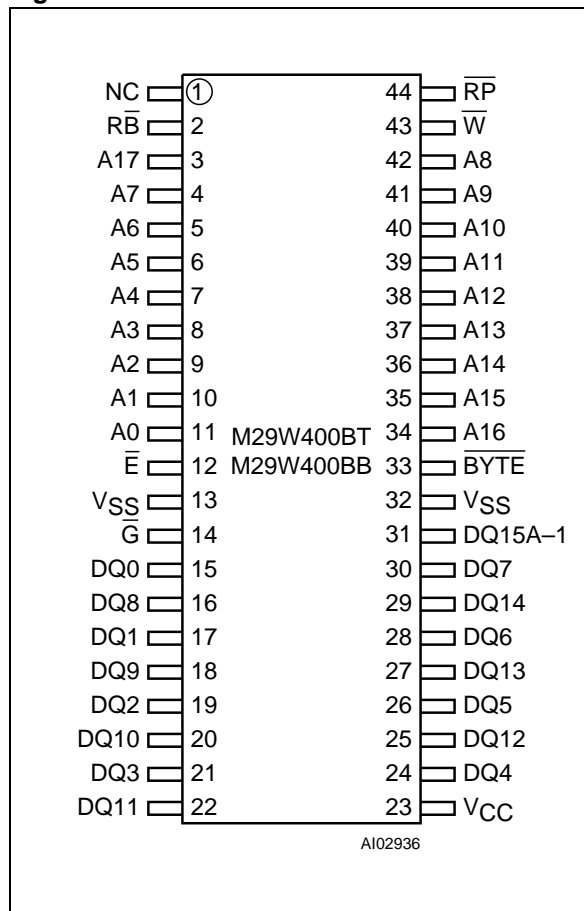 NC 1 44 R̅P̅
RB̅ 2 43 W̅
A17 3 42 A8
A7 4 41 A9
A6 5 40 A10
A5 6 39 A11
A4 7 38 A12
A3 8 37 A13
A2 9 36 A14
A1 10 35 A15
A0 11 M29W400BT 34 A16
E̅ 12 M29W400BB 33 B̅Y̅T̅E̅
VSS 13 32 VSS
G̅ 14 31 DQ15A–1
DQ0 15 30 DQ7
DQ8 16 29 DQ14
DQ1 17 28 DQ6
DQ9 18 27 DQ13
DQ2 19 26 DQ5
DQ10 20 25 DQ12
DQ3 21 24 DQ4
DQ11 22 23 VCC
AI02936